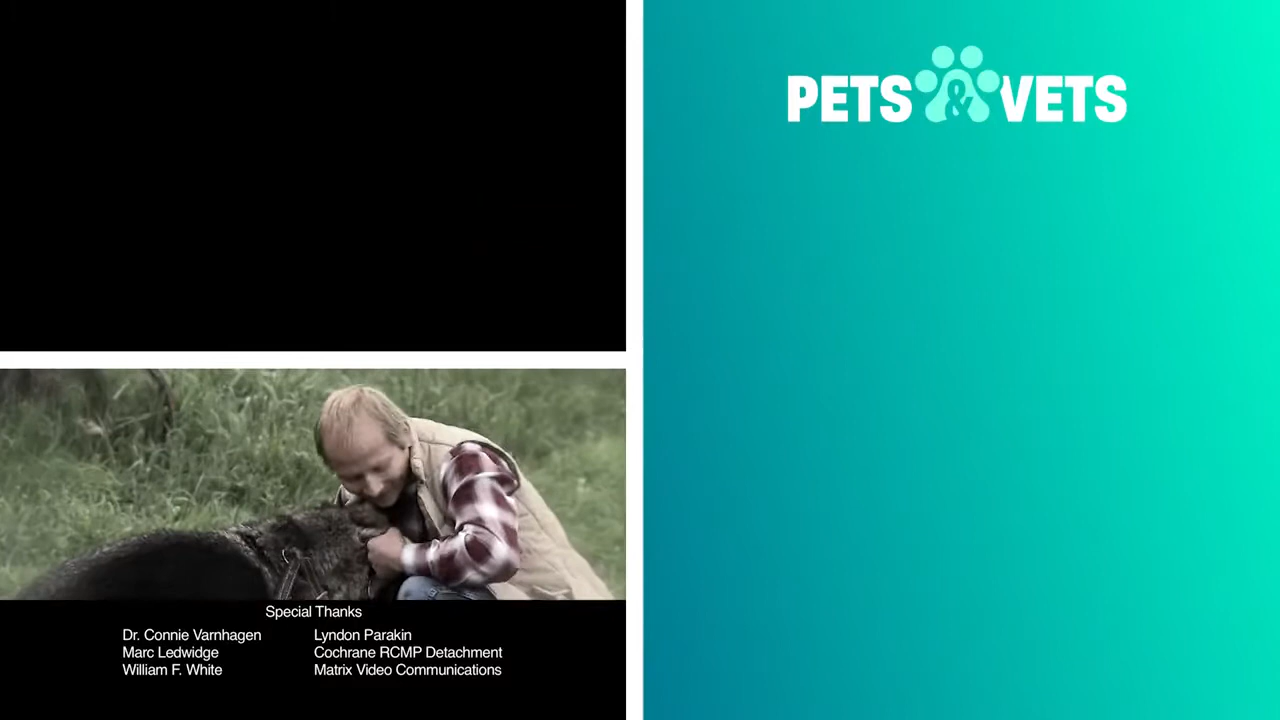 PETS & VETS
Special Thanks
Dr. Connie Varnhagen
Marc Ledwidge
William F. White
Lyndon Parakin
Cochrane RCMP Detachment
Matrix Video Communications